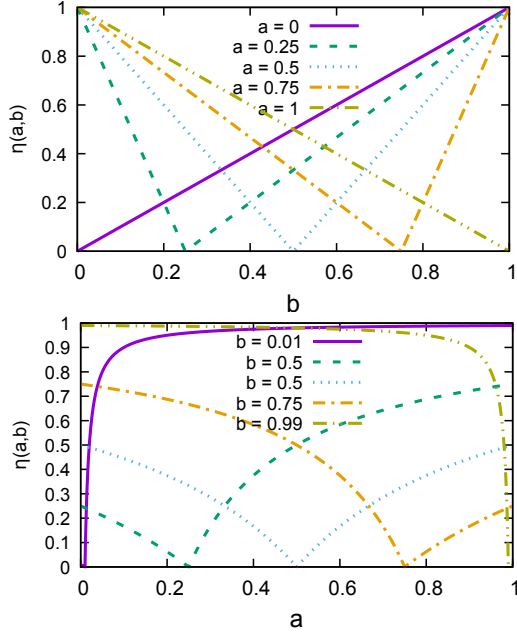 1
0.8
0.6
0.4
0.2
0
η(a,b)
a = 0
a = 0.25
a = 0.5
a = 0.75
a = 1
0.2 0.4 0.6 0.8 1
b
1
0.9
0.8
0.7
0.6
0.5
0.4
0.3
0.2
0.1
0
η(a,b)
b = 0.01
b = 0.5
b = 0.5
b = 0.75
b = 0.99
0 0.2 0.4 0.6 0.8 1
a